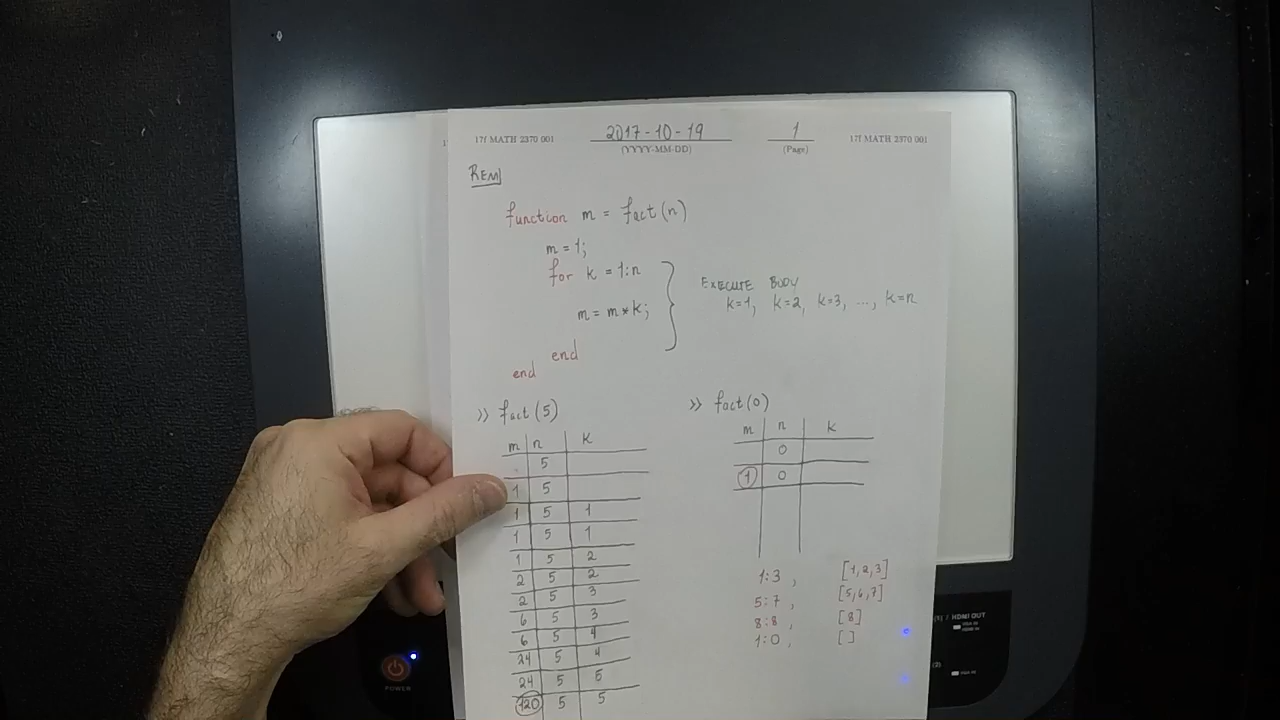 17f MATH 2370 001 2017-10-19 1 17f MATH 2370 001
(YYYY-MM-DD) (Page)
REM
function m = fact(n)
m = 1;
for k = 1:n
m = m*k;
end
end
EXECUTE BODY
k=1, k=2, k=3, ..., k=n
>> fact(5)
m n k
5
1 5
1 5 1
1 5 1
1 5 2
2 5 2
2 5 3
6 5 3
6 5 4
24 5 4
24 5 5
120 5 5
>> fact(0)
m n k
0
1 0
1:3, [1,2,3]
5:7, [5,6,7]
8:8, [8]
1:0, [ ]
POWER
/ HDMI OUT
(2)